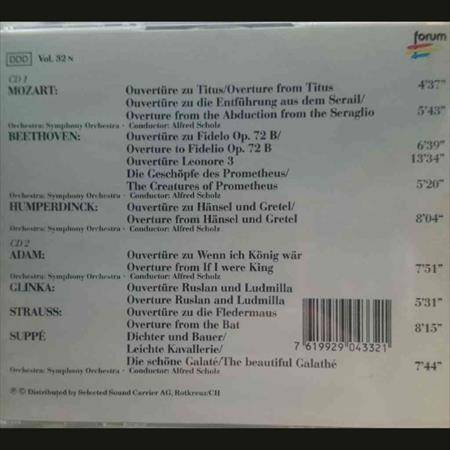 forum
DDD Vol. 32 N
CD 1
MOZART: Ouvertüre zu Titus/Overture from Titus 4'37"
Ouvertüre zu die Entführung aus dem Serail/
Overture from the Abduction from the Seraglio 5'43"
Orchestra: Symphony Orchestra · Conductor: Alfred Scholz
BEETHOVEN: Ouvertüre zu Fidelo Op. 72 B/
Overture to Fidelio Op. 72 B 6'39"
Ouvertüre Leonore 3 13'34"
Die Geschöpfe des Prometheus/
The Creatures of Prometheus 5'20"
Orchestra: Symphony Orchestra · Conductor: Alfred Scholz
HUMPERDINCK: Ouvertüre zu Hänsel und Gretel/
Overture from Hänsel und Gretel 8'04"
Orchestra: Symphony Orchestra · Conductor: Alfred Scholz
CD 2
ADAM: Ouvertüre zu Wenn ich König wär
Overture from If I were King 7'51"
Orchestra: Symphony Orchestra · Conductor: Alfred Scholz
GLINKA: Ouvertüre Ruslan und Ludmilla
Overture Ruslan and Ludmilla 5'31"
STRAUSS: Ouvertüre zu die Fledermaus
Overture from the Bat 8'15"
SUPPÉ Dichter und Bauer/
Leichte Kavallerie/
Die schöne Galaté/The beautiful Galathé 7'44"
Orchestra: Symphony Orchestra · Conductor: Alfred Scholz
7 619929 043321
℗ © Distributed by Selected Sound Carrier AG, Rotkreuz/CH